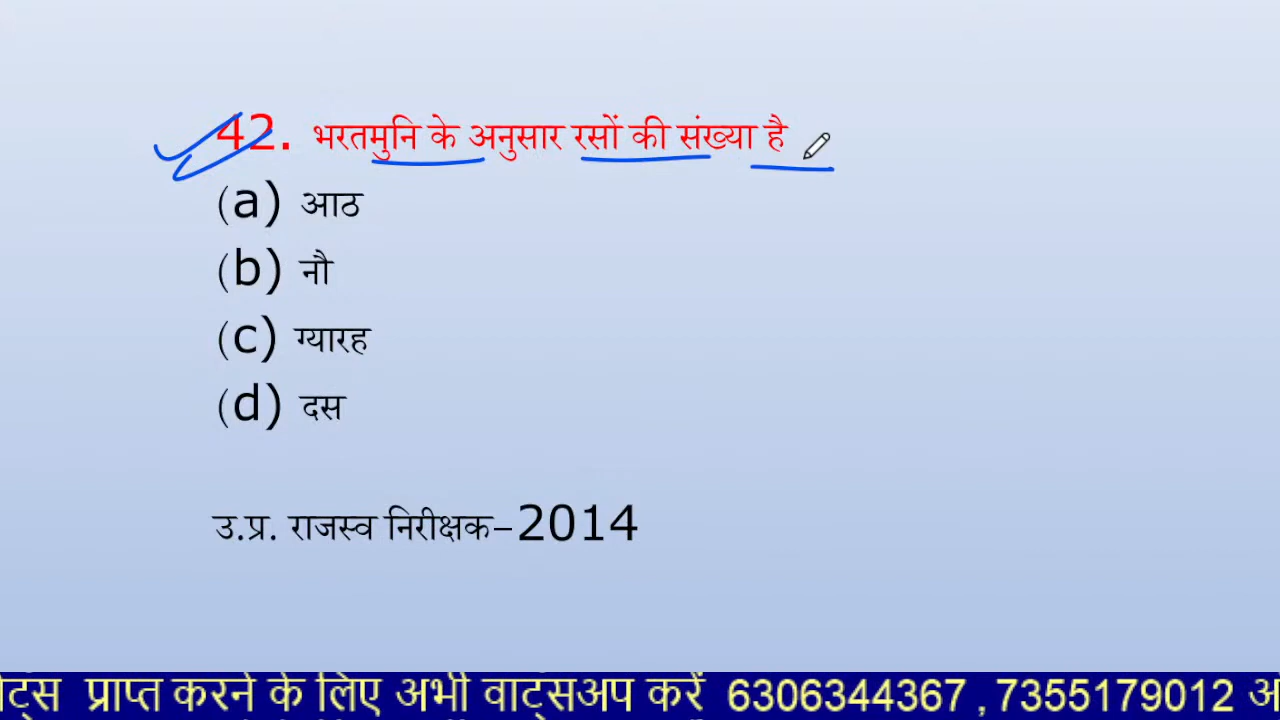 42. भरतमुनि के अनुसार रसों की संख्या है
(a) आठ
(b) नौ
(c) ग्यारह
(d) दस
उ.प्र. राजस्व निरीक्षक–2014
प्राप्त करने के लिए अभी वाट्सअप करें 6306344367 ,7355179012